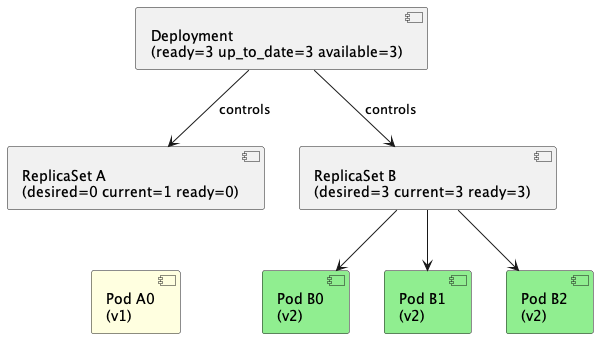 Deployment
(ready=3 up_to_date=3 available=3)
controls
controls
ReplicaSet A
(desired=0 current=1 ready=0)
ReplicaSet B
(desired=3 current=3 ready=3)
Pod A0
(v1)
Pod B0
(v2)
Pod B1
(v2)
Pod B2
(v2)